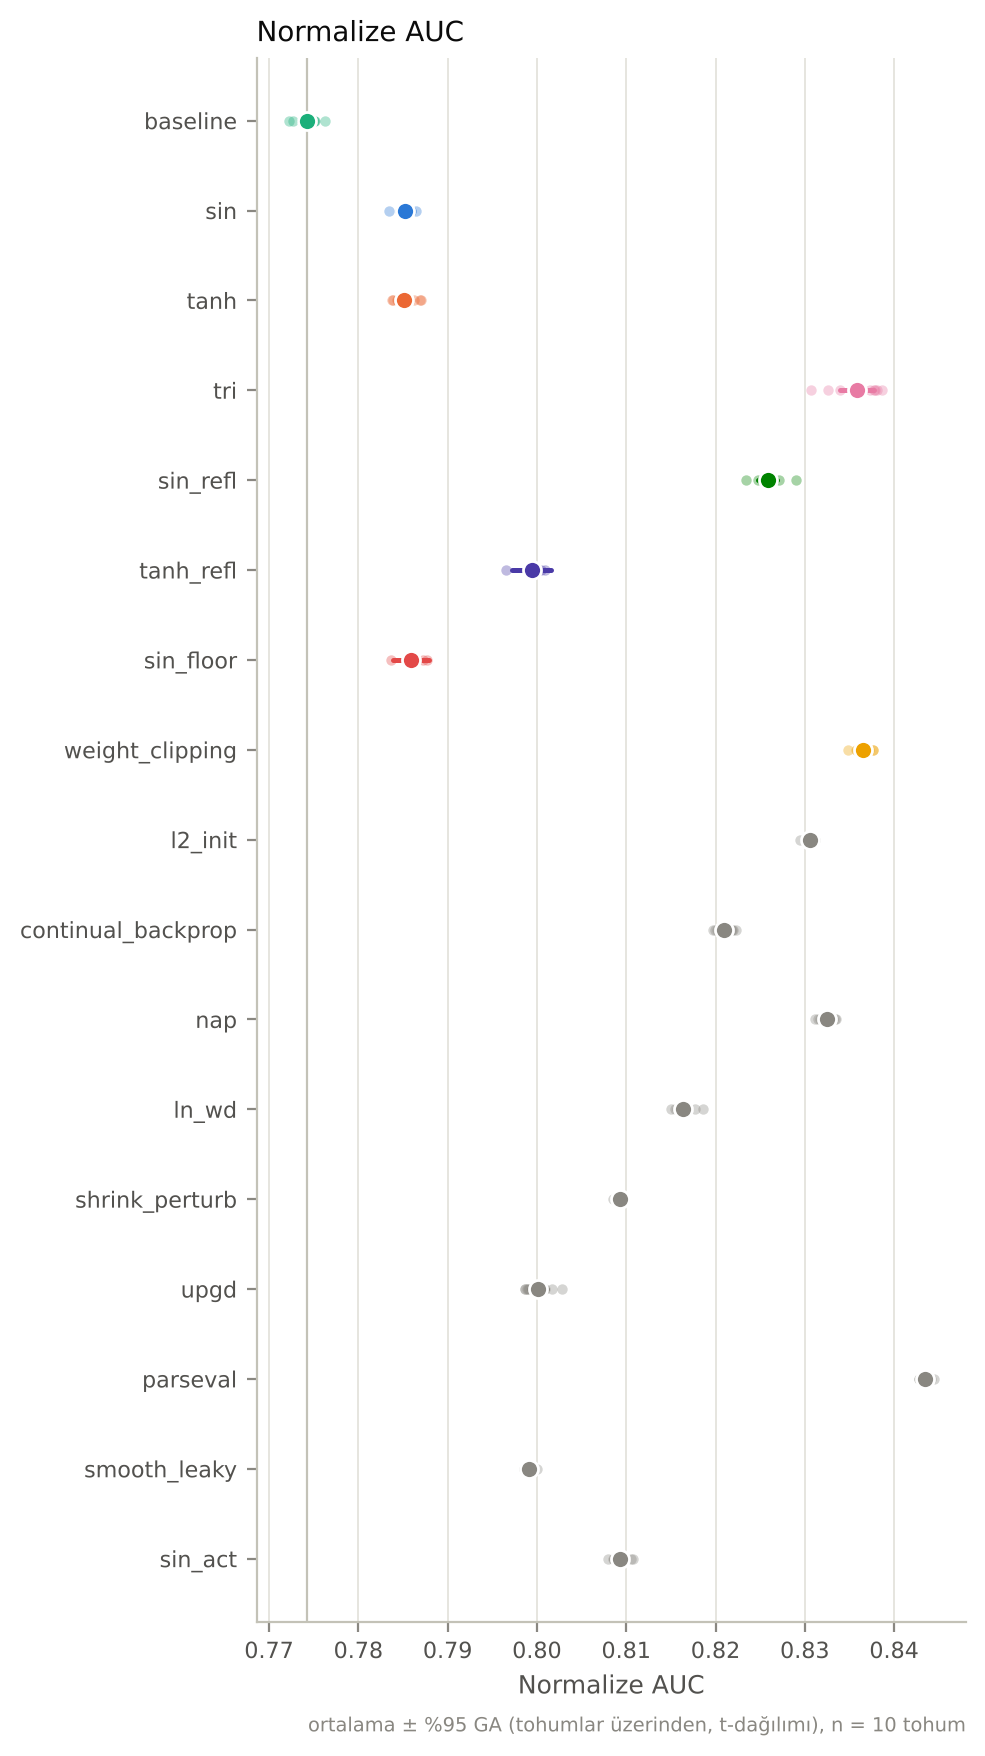 Normalize AUC
baseline
sin
tanh
tri
sin_refl
tanh_refl
sin_floor
weight_clipping
l2_init
continual_backprop
nap
ln_wd
shrink_perturb
upgd
parseval
smooth_leaky
sin_act
0.77 0.78 0.79 0.80 0.81 0.82 0.83 0.84
Normalize AUC
ortalama ± %95 GA (tohumlar üzerinden, t-dağılımı), n = 10 tohum